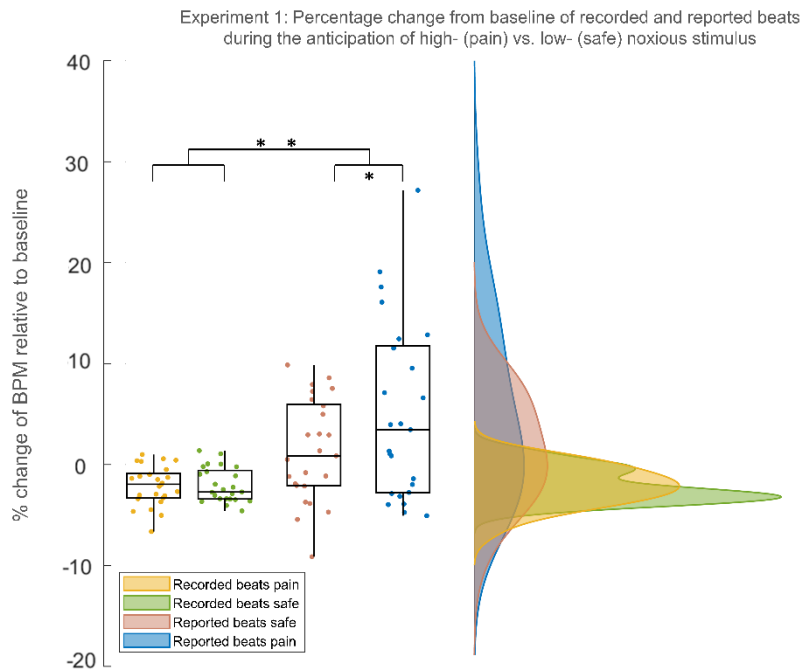 Experiment 1: Percentage change from baseline of recorded and reported beats
during the anticipation of high- (pain) vs. low- (safe) noxious stimulus
% change of BPM relative to baseline
40
30
20
10
0
-10
-20
* *
*
Recorded beats pain
Recorded beats safe
Reported beats safe
Reported beats pain